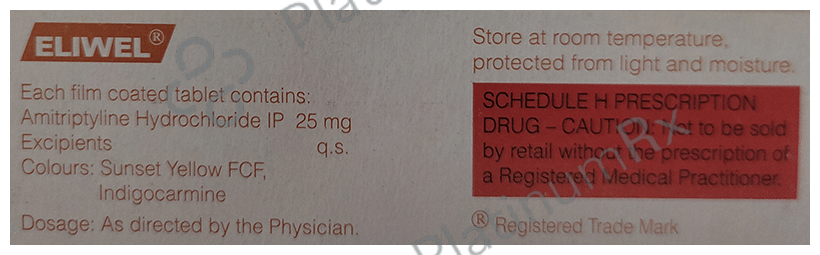 ELIWEL®
Each film coated tablet contains:
Amitriptyline Hydrochloride IP 25 mg
Excipients q.s.
Colours: Sunset Yellow FCF,
Indigocarmine
Dosage: As directed by the Physician.
Store at room temperature,
protected from light and moisture.
SCHEDULE H PRESCRIPTION
DRUG – CAUTION: Not to be sold
by retail without the prescription of
a Registered Medical Practitioner.
® Registered Trade Mark
PlatinumRx